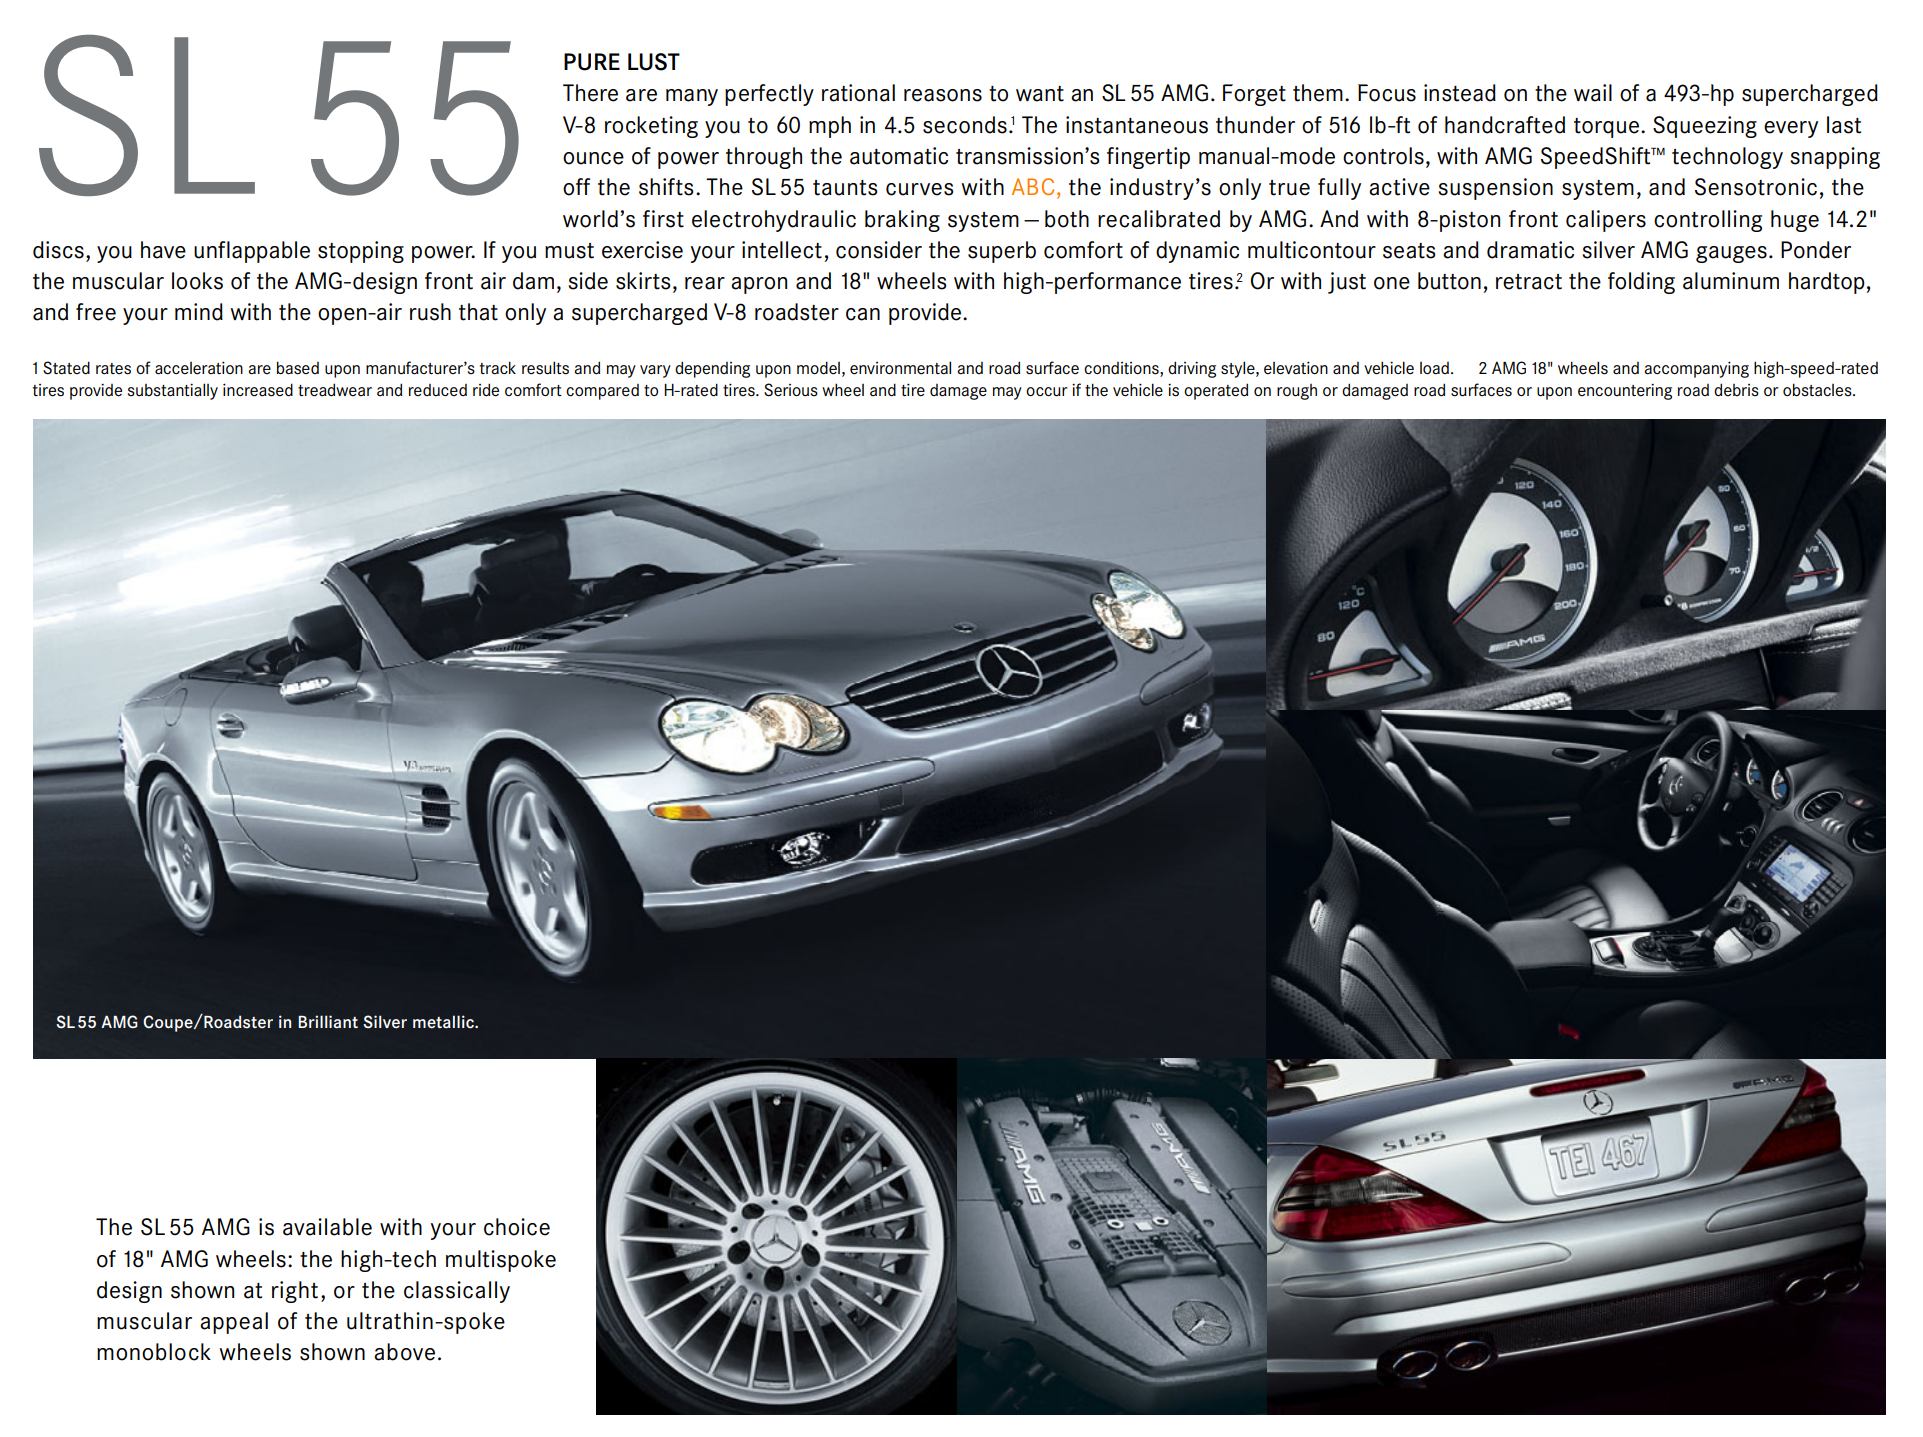 SL 55
PURE LUST
There are many perfectly rational reasons to want an SL 55 AMG. Forget them. Focus instead on the wail of a 493-hp supercharged
V-8 rocketing you to 60 mph in 4.5 seconds.¹ The instantaneous thunder of 516 lb-ft of handcrafted torque. Squeezing every last
ounce of power through the automatic transmission's fingertip manual-mode controls, with AMG SpeedShift™ technology snapping
off the shifts. The SL 55 taunts curves with ABC, the industry's only true fully active suspension system, and Sensotronic, the
world's first electrohydraulic braking system — both recalibrated by AMG. And with 8-piston front calipers controlling huge 14.2"
discs, you have unflappable stopping power. If you must exercise your intellect, consider the superb comfort of dynamic multicontour seats and dramatic silver AMG gauges. Ponder
the muscular looks of the AMG-design front air dam, side skirts, rear apron and 18" wheels with high-performance tires.² Or with just one button, retract the folding aluminum hardtop,
and free your mind with the open-air rush that only a supercharged V-8 roadster can provide.
1 Stated rates of acceleration are based upon manufacturer's track results and may vary depending upon model, environmental and road surface conditions, driving style, elevation and vehicle load. 2 AMG 18" wheels and accompanying high-speed-rated
tires provide substantially increased treadwear and reduced ride comfort compared to H-rated tires. Serious wheel and tire damage may occur if the vehicle is operated on rough or damaged road surfaces or upon encountering road debris or obstacles.
120
140
160
180
200
AMG
°C
120
80
80
60
70
1/2
SL 55 AMG Coupe/Roadster in Brilliant Silver metallic.
AMG
AMG
AMG
SL55
TEI 467
The SL 55 AMG is available with your choice
of 18" AMG wheels: the high-tech multispoke
design shown at right, or the classically
muscular appeal of the ultrathin-spoke
monoblock wheels shown above.